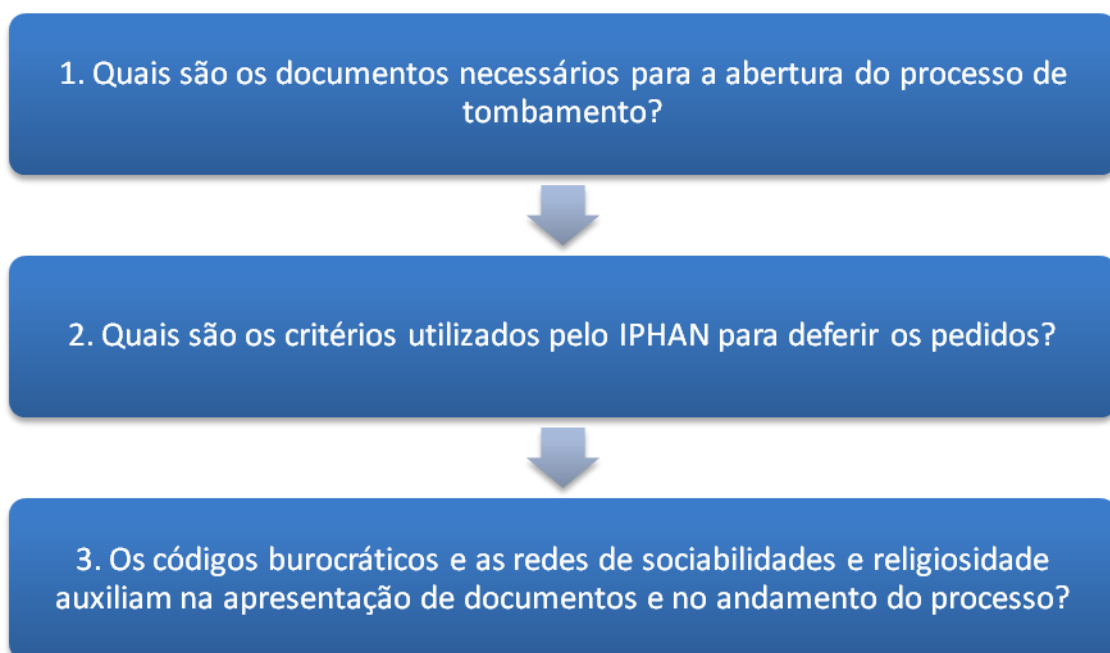 1. Quais são os documentos necessários para a abertura do processo de
tombamento?
2. Quais são os critérios utilizados pelo IPHAN para deferir os pedidos?
3. Os códigos burocráticos e as redes de sociabilidades e religiosidade
auxiliam na apresentação de documentos e no andamento do processo?